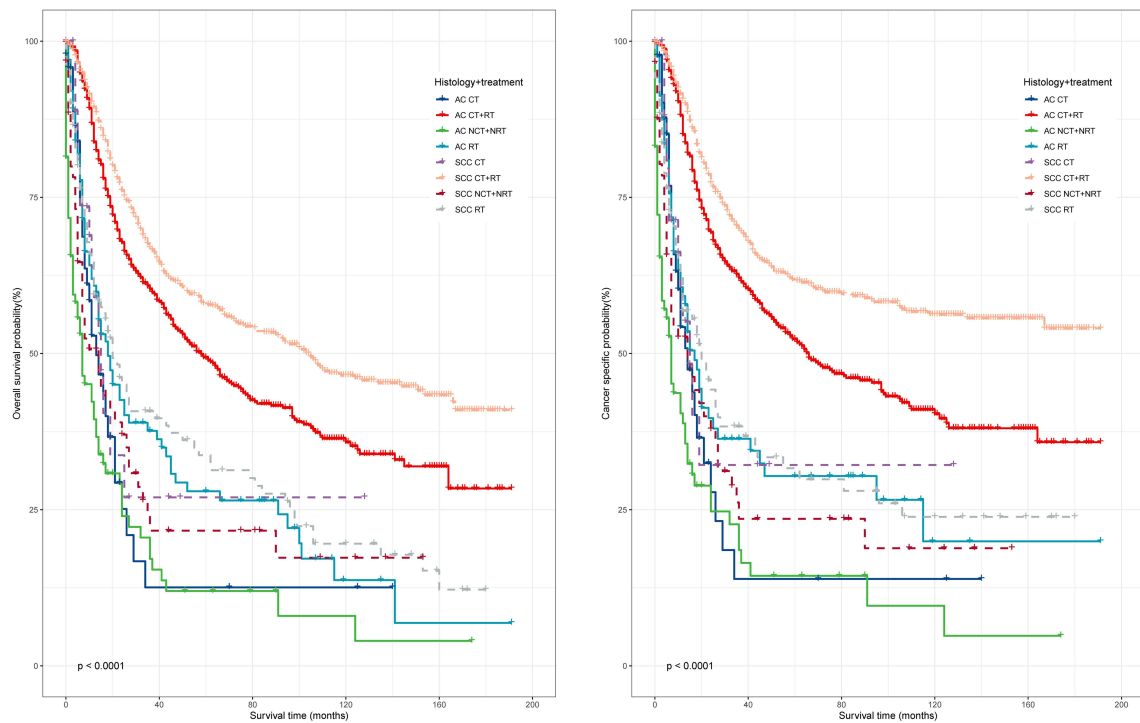 Overall survival probability(%)
100
75
50
25
0
Histology+treatment
AC CT
AC CT+RT
AC NCT+NRT
AC RT
SCC CT
SCC CT+RT
SCC NCT+NRT
SCC RT
p < 0.0001
0 40 80 120 160 200
Survival time (months)
Cancer specific probability(%)
100
75
50
25
0
Histology+treatment
AC CT
AC CT+RT
AC NCT+NRT
AC RT
SCC CT
SCC CT+RT
SCC NCT+NRT
SCC RT
p < 0.0001
0 40 80 120 160 200
Survival time (months)